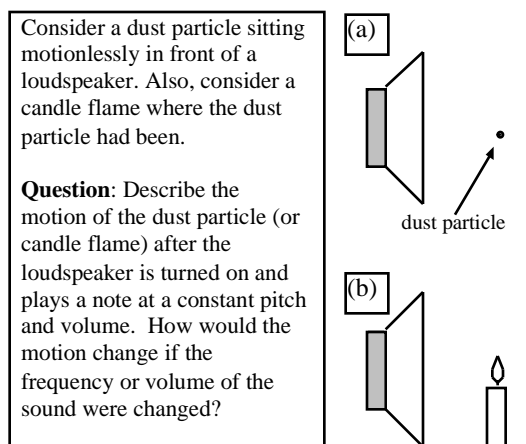 Consider a dust particle sitting
motionlessly in front of a
loudspeaker. Also, consider a
candle flame where the dust
particle had been.
Question: Describe the
motion of the dust particle (or
candle flame) after the
loudspeaker is turned on and
plays a note at a constant pitch
and volume. How would the
motion change if the
frequency or volume of the
sound were changed?
(a)
dust particle
(b)